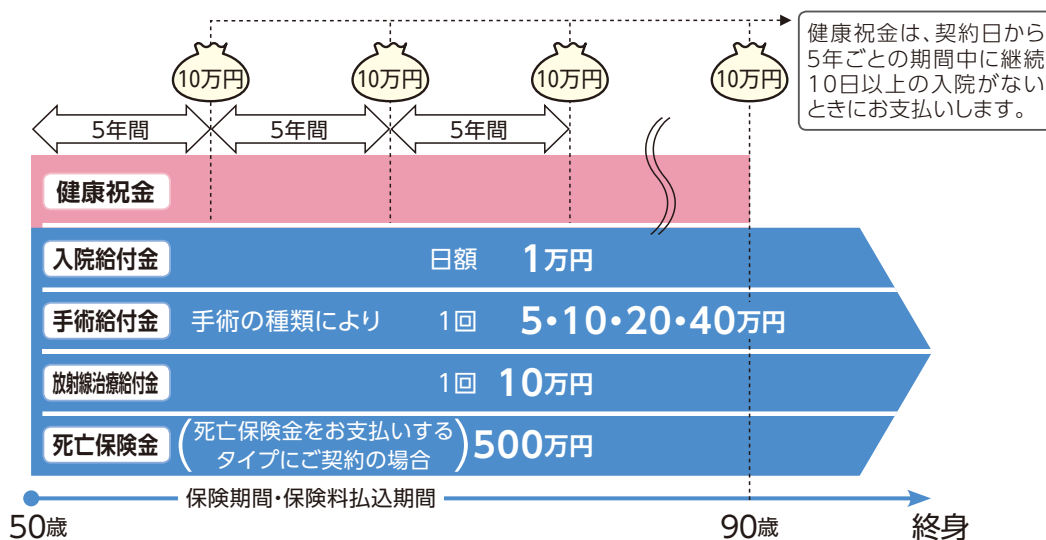 10万円
10万円
10万円
10万円
健康祝金は、契約日から
5年ごとの期間中に継続
10日以上の入院がない
ときにお支払いします。
5年間
5年間
5年間
健康祝金
入院給付金 日額 1万円
手術給付金 手術の種類により 1回 5・10・20・40万円
放射線治療給付金 1回 10万円
死亡保険金 (死亡保険金をお支払いする
タイプにご契約の場合) 500万円
保険期間・保険料払込期間
50歳 90歳 終身